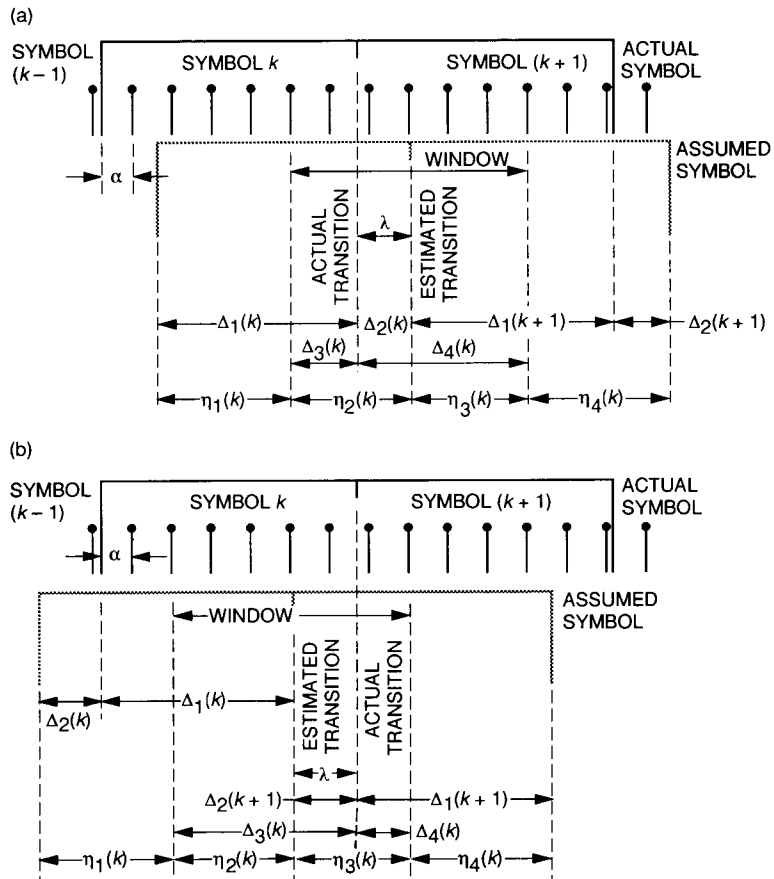 (a)
SYMBOL (k – 1)
SYMBOL k
SYMBOL (k + 1)
ACTUAL SYMBOL
α
WINDOW
ASSUMED SYMBOL
ACTUAL TRANSITION
λ
ESTIMATED TRANSITION
Δ1(k)
Δ2(k)
Δ1(k + 1)
Δ2(k + 1)
Δ3(k)
Δ4(k)
η1(k)
η2(k)
η3(k)
η4(k)
(b)
SYMBOL (k – 1)
SYMBOL k
SYMBOL (k + 1)
ACTUAL SYMBOL
α
WINDOW
ASSUMED SYMBOL
ESTIMATED TRANSITION
ACTUAL TRANSITION
Δ2(k)
Δ1(k)
λ
Δ2(k + 1)
Δ1(k + 1)
Δ3(k)
Δ4(k)
η1(k)
η2(k)
η3(k)
η4(k)